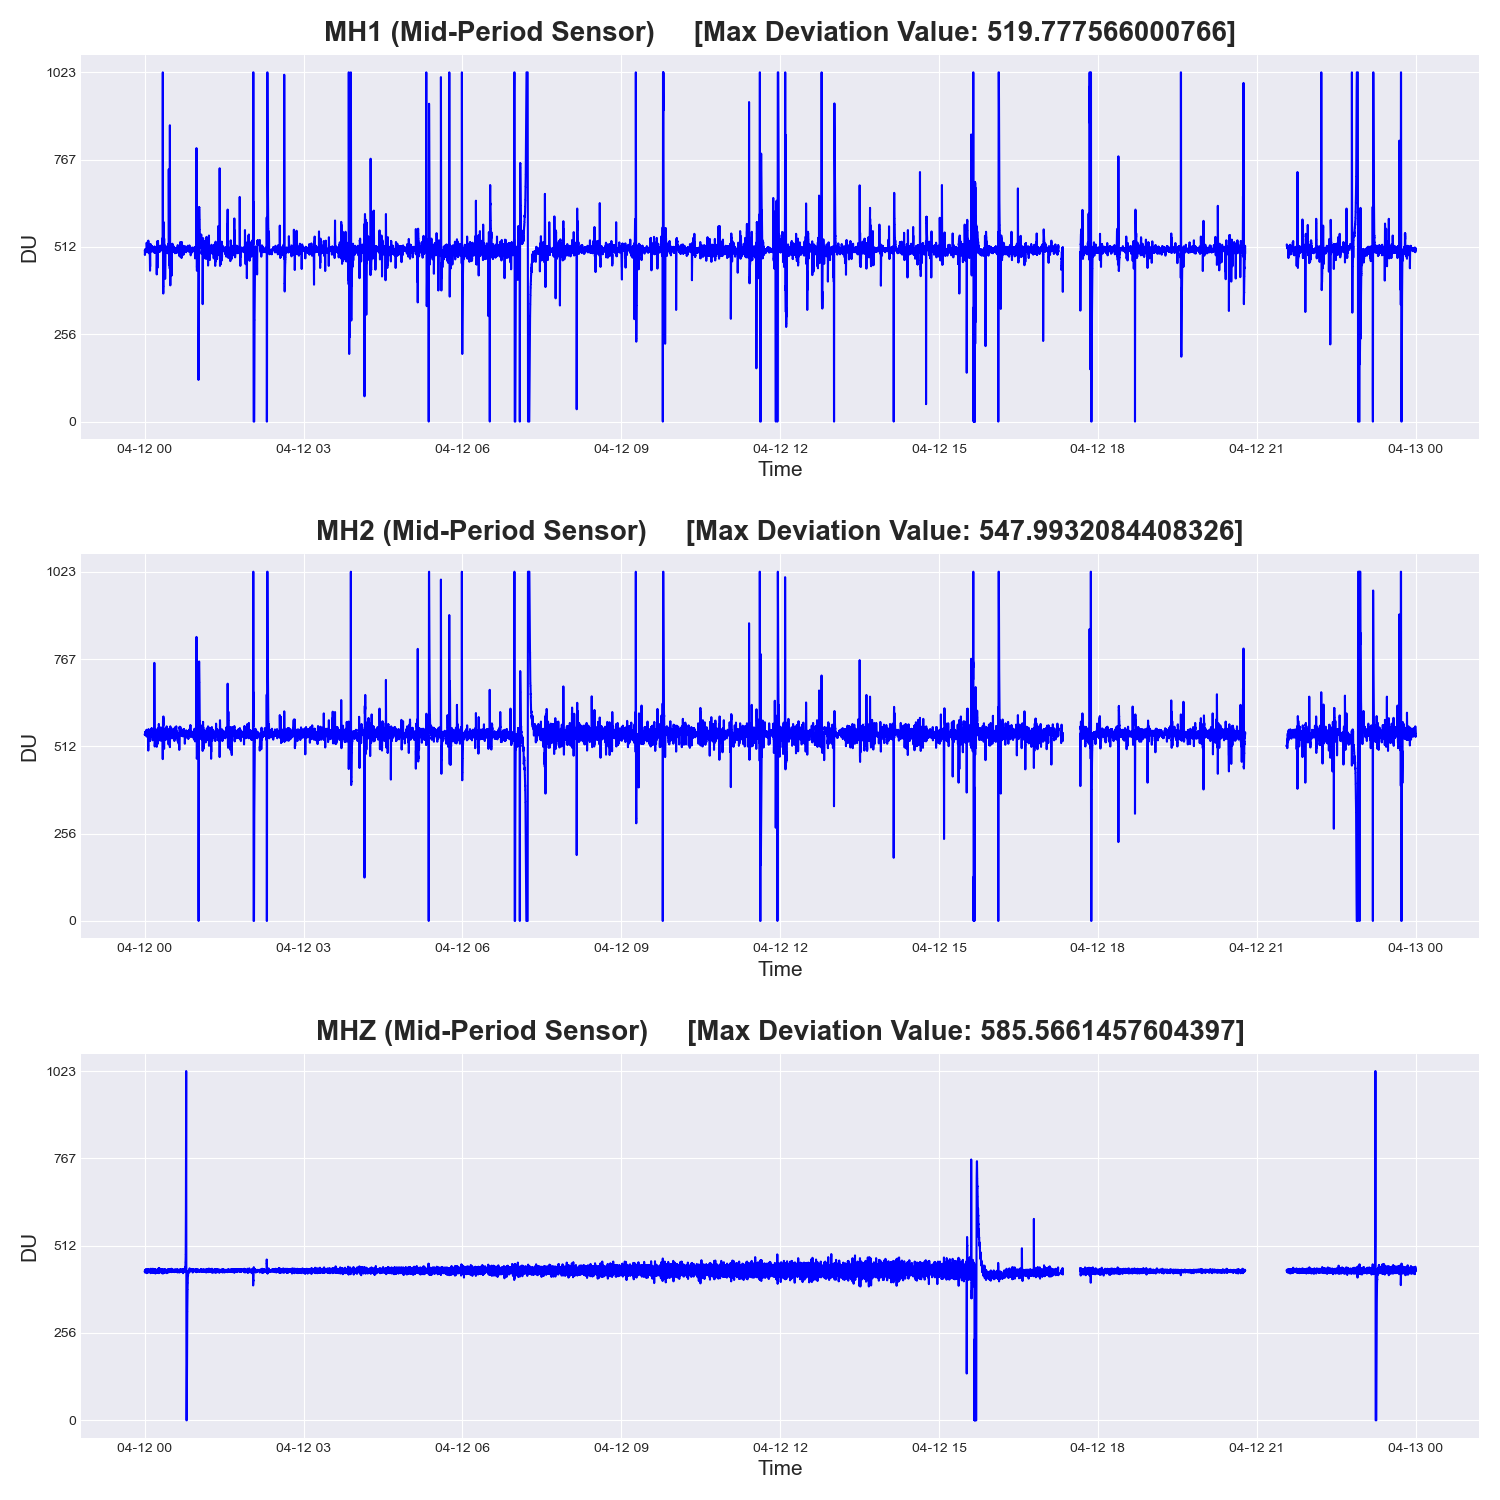 MH1 (Mid-Period Sensor) [Max Deviation Value: 519.777566000766]
1023
767
512
256
0
DU
04-12 00 04-12 03 04-12 06 04-12 09 04-12 12 04-12 15 04-12 18 04-12 21 04-13 00
Time
MH2 (Mid-Period Sensor) [Max Deviation Value: 547.9932084408326]
1023
767
512
256
0
DU
04-12 00 04-12 03 04-12 06 04-12 09 04-12 12 04-12 15 04-12 18 04-12 21 04-13 00
Time
MHZ (Mid-Period Sensor) [Max Deviation Value: 585.5661457604397]
1023
767
512
256
0
DU
04-12 00 04-12 03 04-12 06 04-12 09 04-12 12 04-12 15 04-12 18 04-12 21 04-13 00
Time